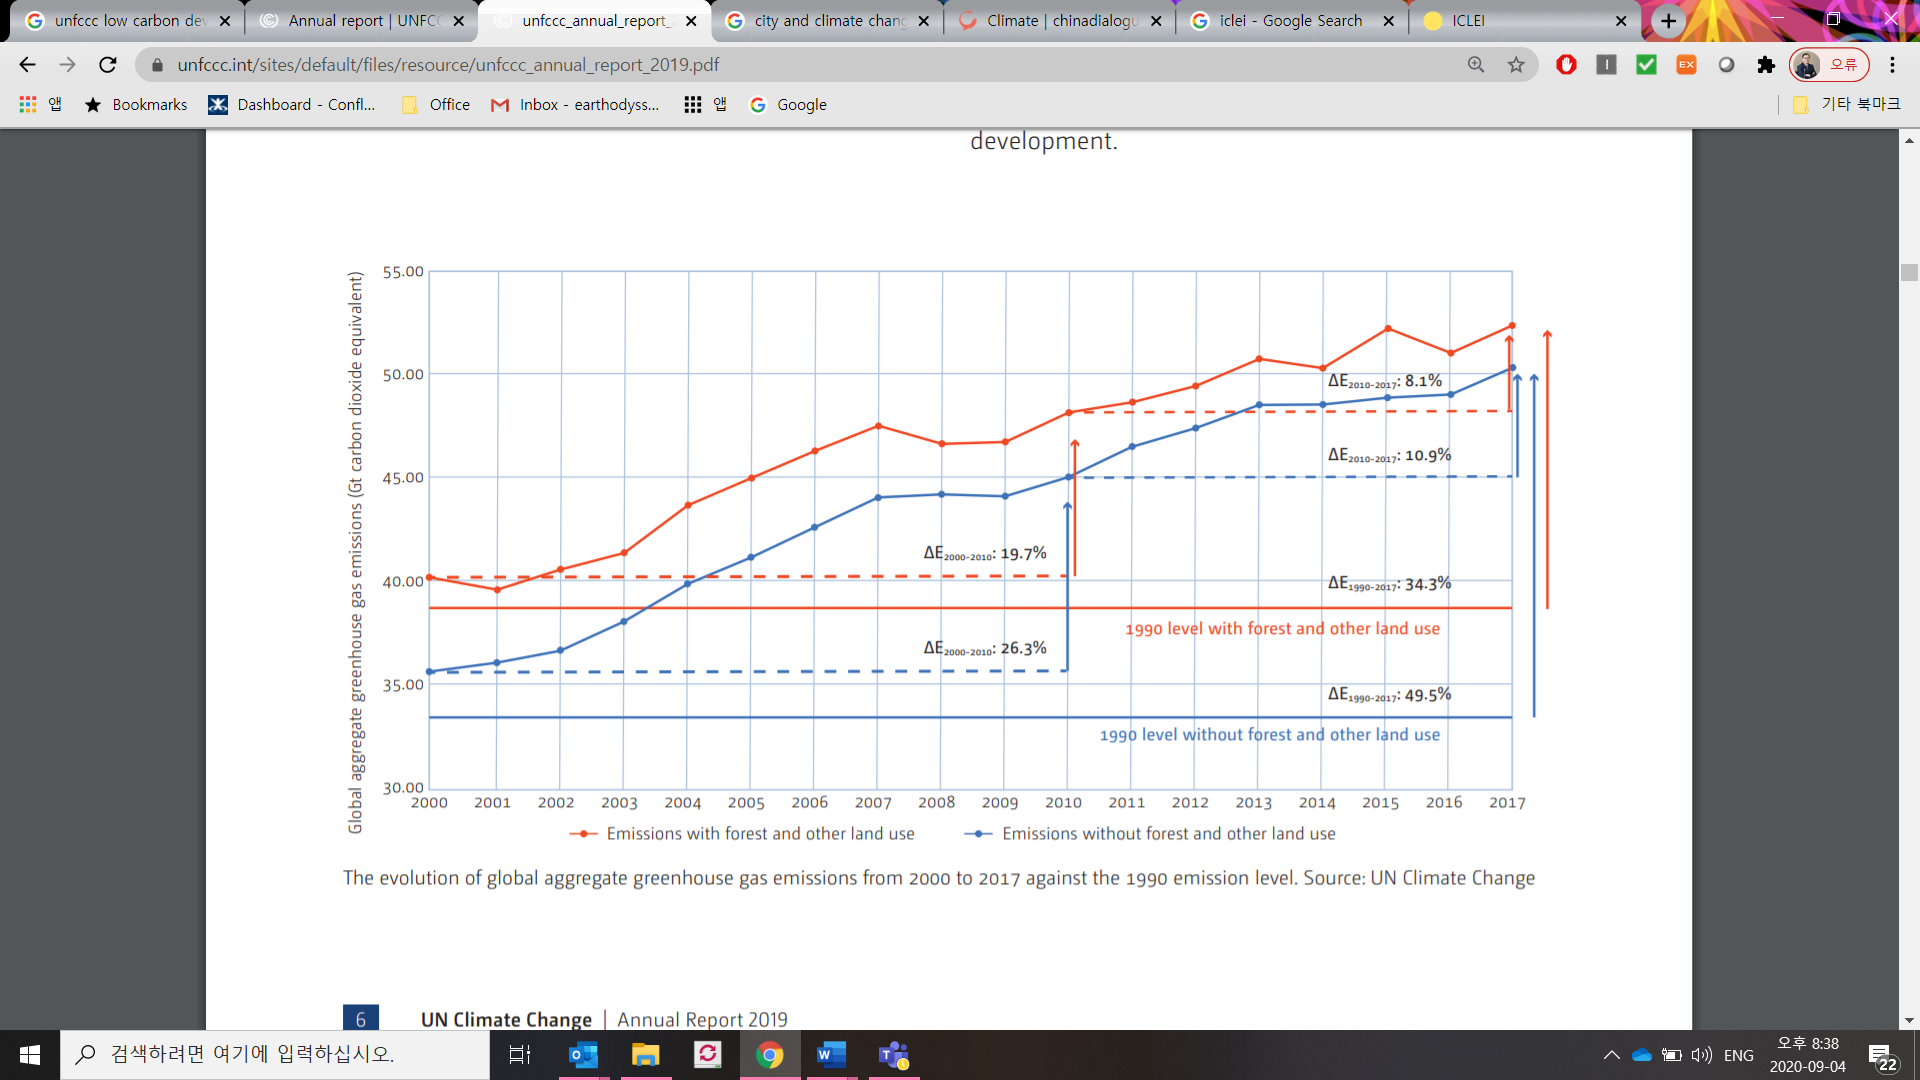 unfccc low carbon dev
Annual report | UNFCC
unfccc_annual_report_2
city and climate chang
Climate | chinadialogu
iclei - Google Search
ICLEI
unfccc.int/sites/default/files/resource/unfccc_annual_report_2019.pdf
오류
앱
Bookmarks
Dashboard - Confl...
Office
Inbox - earthodyss...
앱
Google
기타 북마크
development.
Global aggregate greenhouse gas emissions (Gt carbon dioxide equivalent)
55.00
50.00
45.00
40.00
35.00
30.00
ΔE2010-2017: 8.1%
ΔE2010-2017: 10.9%
ΔE2000-2010: 19.7%
ΔE1990-2017: 34.3%
1990 level with forest and other land use
ΔE2000-2010: 26.3%
ΔE1990-2017: 49.5%
1990 level without forest and other land use
2000 2001 2002 2003 2004 2005 2006 2007 2008 2009 2010 2011 2012 2013 2014 2015 2016 2017
Emissions with forest and other land use
Emissions without forest and other land use
The evolution of global aggregate greenhouse gas emissions from 2000 to 2017 against the 1990 emission level. Source: UN Climate Change
6 UN Climate Change | Annual Report 2019
검색하려면 여기에 입력하십시오.
ENG
오후 8:38
2020-09-04
22